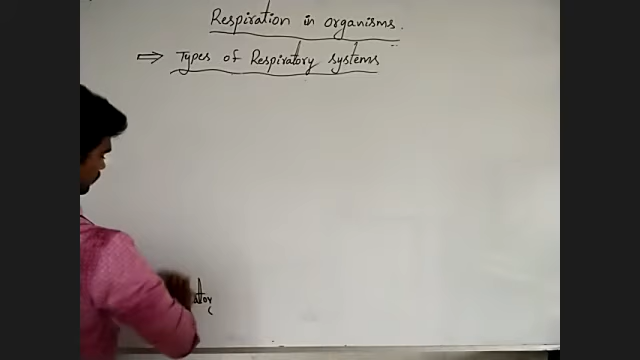 Respiration in organisms.
⇒ Types of Respiratory systems